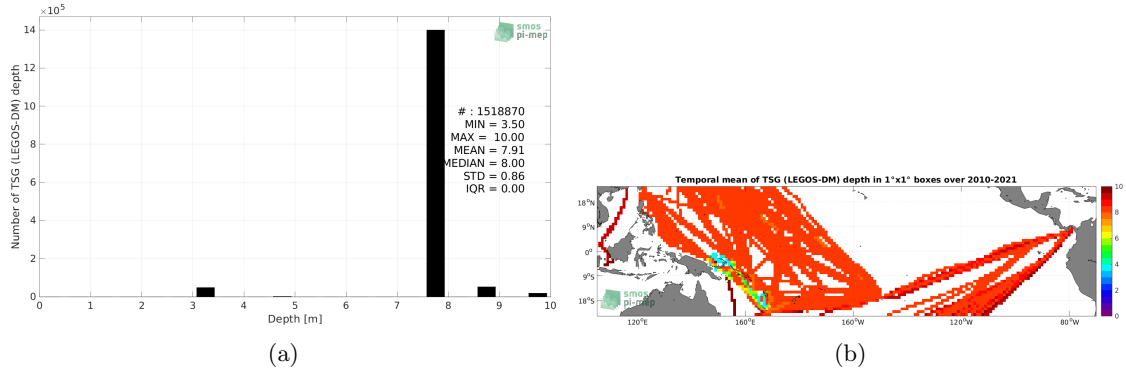 ×10⁵
14
12
10
8
6
4
2
0
Number of TSG (LEGOS-DM) depth
0 1 2 3 4 5 6 7 8 9 10
Depth [m]
smos
pi-mep
# : 1518870
MIN = 3.50
MAX = 10.00
MEAN = 7.91
MEDIAN = 8.00
STD = 0.86
IQR = 0.00
(a)
Temporal mean of TSG (LEGOS-DM) depth in 1°x1° boxes over 2010-2021
18°N
9°N
0°
9°S
18°S
120°E 160°E 160°W 120°W 80°W
smos
pi-mep
10
8
6
4
2
0
(b)